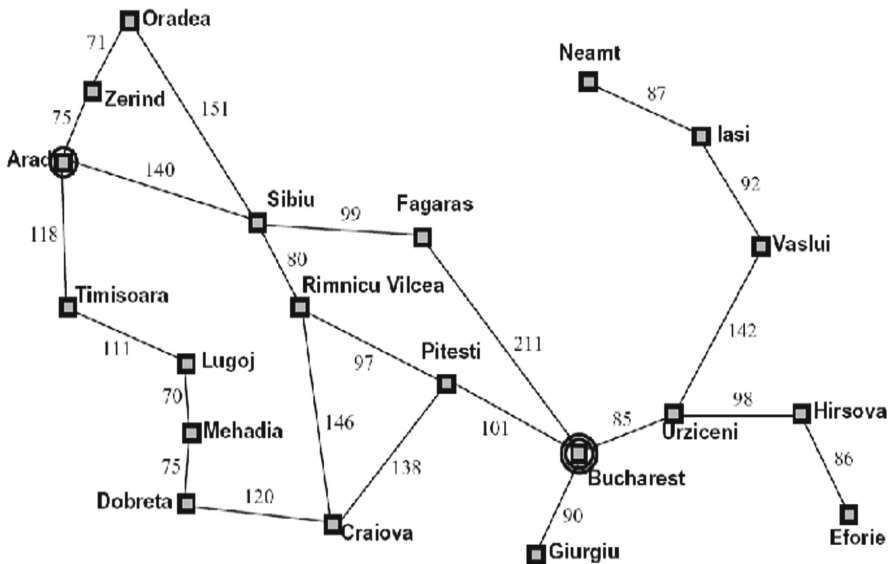 Oradea
71
Neamt
87
Zerind
151
75
Iasi
Arad
140
92
Sibiu
Fagaras
99
118
80
Vaslui
Timisoara
Rimnicu Vilcea
142
111
Lugoj
97
Pitesti
211
70
98
Hirsova
85
Urziceni
Mehadia
146
101
75
138
86
Bucharest
Dobreta
120
90
Craiova
Eforie
Giurgiu